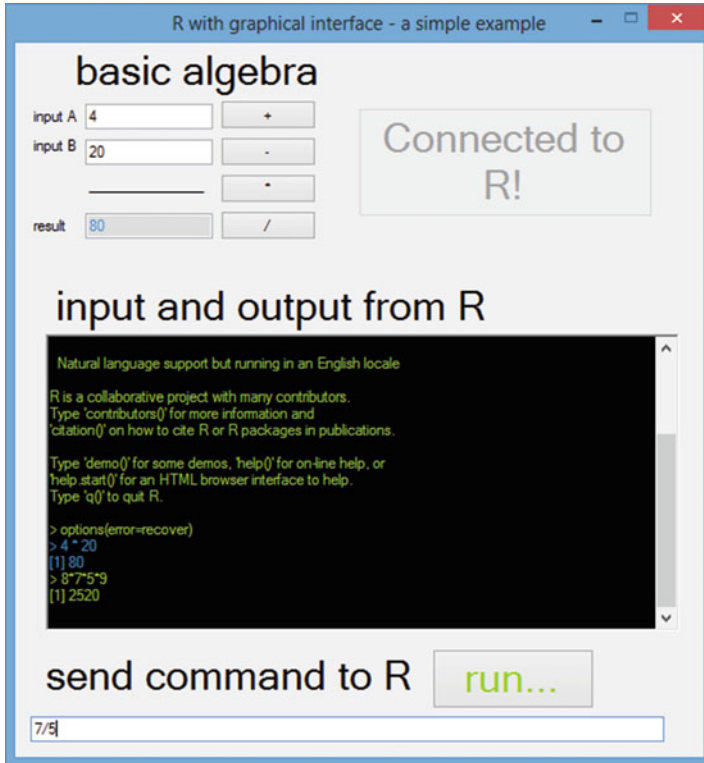 R with graphical interface - a simple example
basic algebra
input A 4 +
input B 20 -
*
result 80 /
Connected to
R!
input and output from R
Natural language support but running in an English locale
R is a collaborative project with many contributors.
Type 'contributors()' for more information and
'citation()' on how to cite R or R packages in publications.
Type 'demo()' for some demos, 'help()' for on-line help, or
'help.start()' for an HTML browser interface to help.
Type 'q()' to quit R.
> options(error=recover)
> 4 * 20
[1] 80
> 8*7*5*9
[1] 2520
send command to R run...
7/5